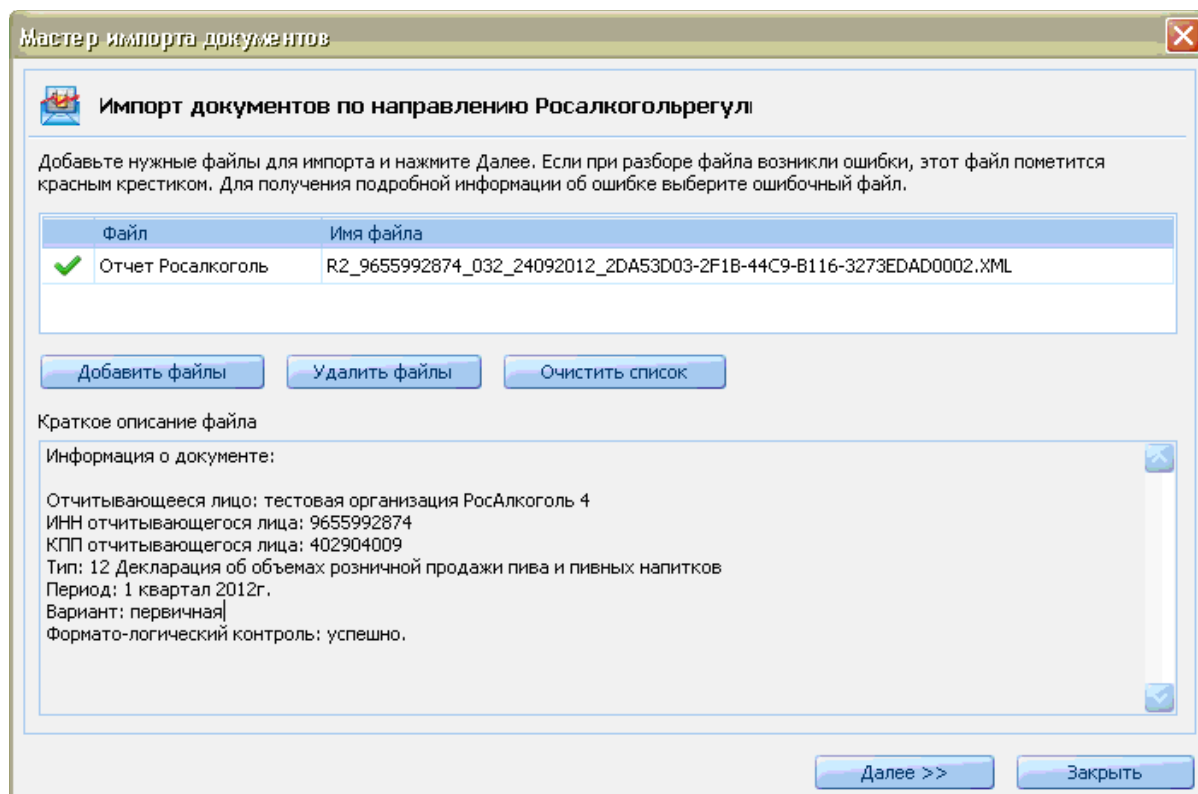 Мастер импорта документов
Импорт документов по направлению Росалкогольрегул
Добавьте нужные файлы для импорта и нажмите Далее. Если при разборе файла возникли ошибки, этот файл пометится
красным крестиком. Для получения подробной информации об ошибке выберите ошибочный файл.
Файл Имя файла
Отчет Росалкоголь R2_9655992874_032_24092012_2DA53D03-2F1B-44C9-B116-3273EDAD0002.XML
Добавить файлы Удалить файлы Очистить список
Краткое описание файла
Информация о документе:
Отчитывающееся лицо: тестовая организация РосАлкоголь 4
ИНН отчитывающегося лица: 9655992874
КПП отчитывающегося лица: 402904009
Тип: 12 Декларация об объемах розничной продажи пива и пивных напитков
Период: 1 квартал 2012г.
Вариант: первичная
Формато-логический контроль: успешно.
Далее >> Закрыть